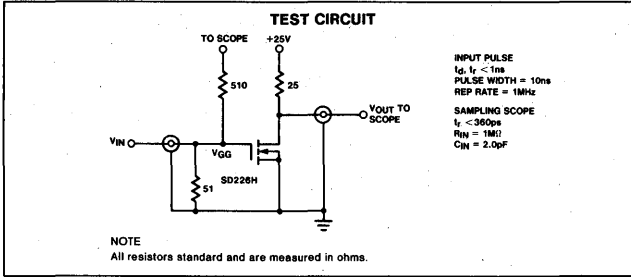 TEST CIRCUIT
TO SCOPE
+25V
510
25
VOUT TO
SCOPE
VIN
VGG
SD226H
51
INPUT PULSE
td, tr <1ns
PULSE WIDTH = 10ns
REP RATE = 1MHz
SAMPLING SCOPE
tr <360ps
RIN = 1MΩ
CIN = 2.0pF
NOTE
All resistors standard and are measured in ohms.